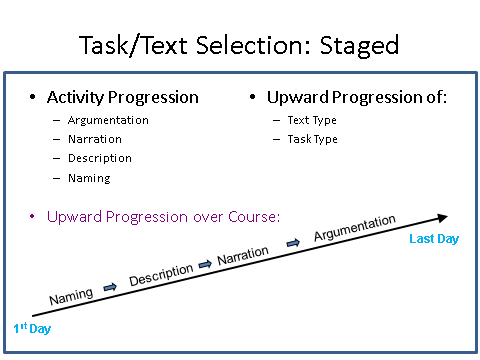 Task/Text Selection: Staged
• Activity Progression
– Argumentation
– Narration
– Description
– Naming
• Upward Progression of:
– Text Type
– Task Type
• Upward Progression over Course:
Naming
Description
Narration
Argumentation
1st Day
Last Day